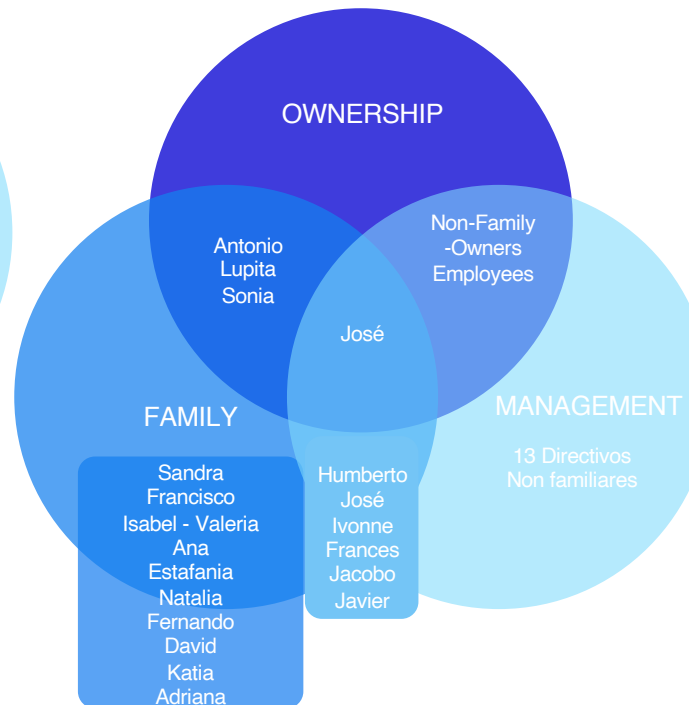 OWNERSHIP
Antonio
Lupita
Sonia
Non-Family
-Owners
Employees
José
FAMILY
MANAGEMENT
13 Directivos
Non familiares
Sandra
Francisco
Isabel - Valeria
Ana
Estafania
Natalia
Fernando
David
Katia
Adriana
Humberto
José
Ivonne
Frances
Jacobo
Javier